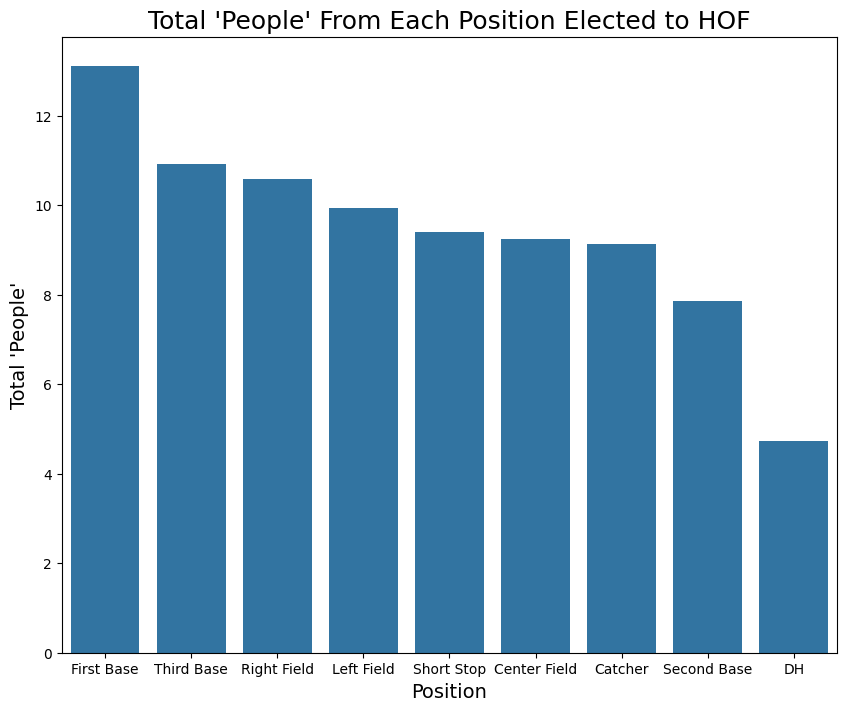 Total 'People' From Each Position Elected to HOF
Total 'People'
12
10
8
6
4
2
0
First Base Third Base Right Field Left Field Short Stop Center Field Catcher Second Base DH
Position